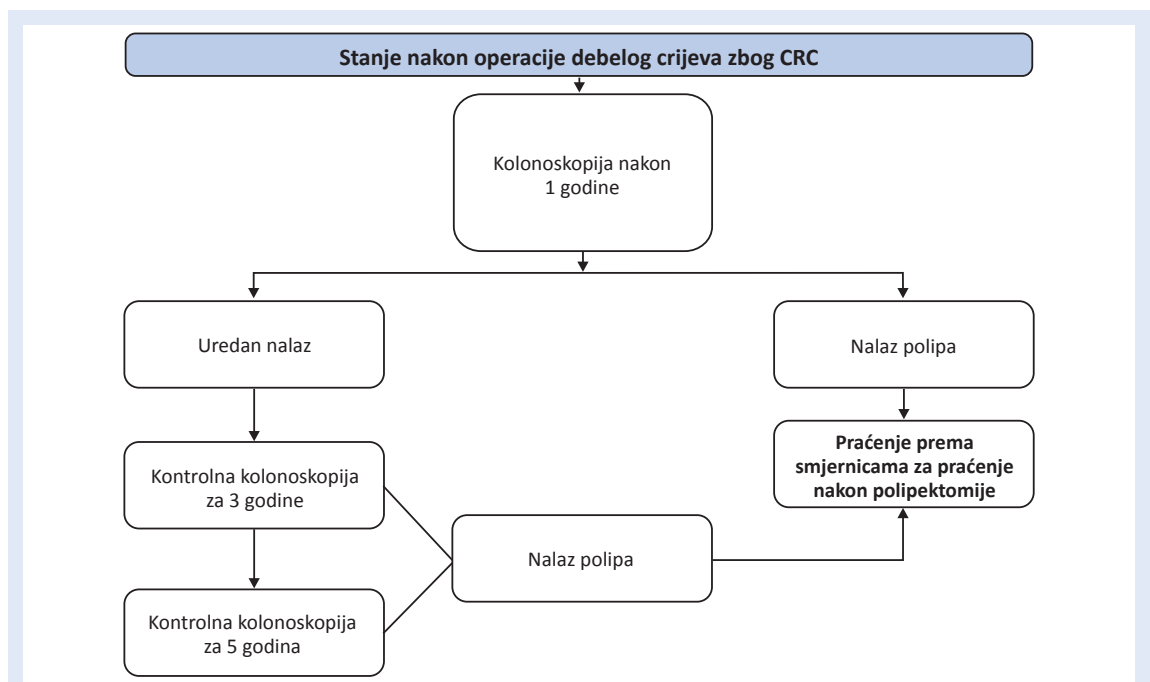 Stanje nakon operacije debelog crijeva zbog CRC
Kolonoskopija nakon
1 godine
Uredan nalaz
Nalaz polipa
Kontrolna kolonoskopija
za 3 godine
Praćenje prema
smjernicama za praćenje
nakon polipektomije
Nalaz polipa
Kontrolna kolonoskopija
za 5 godina